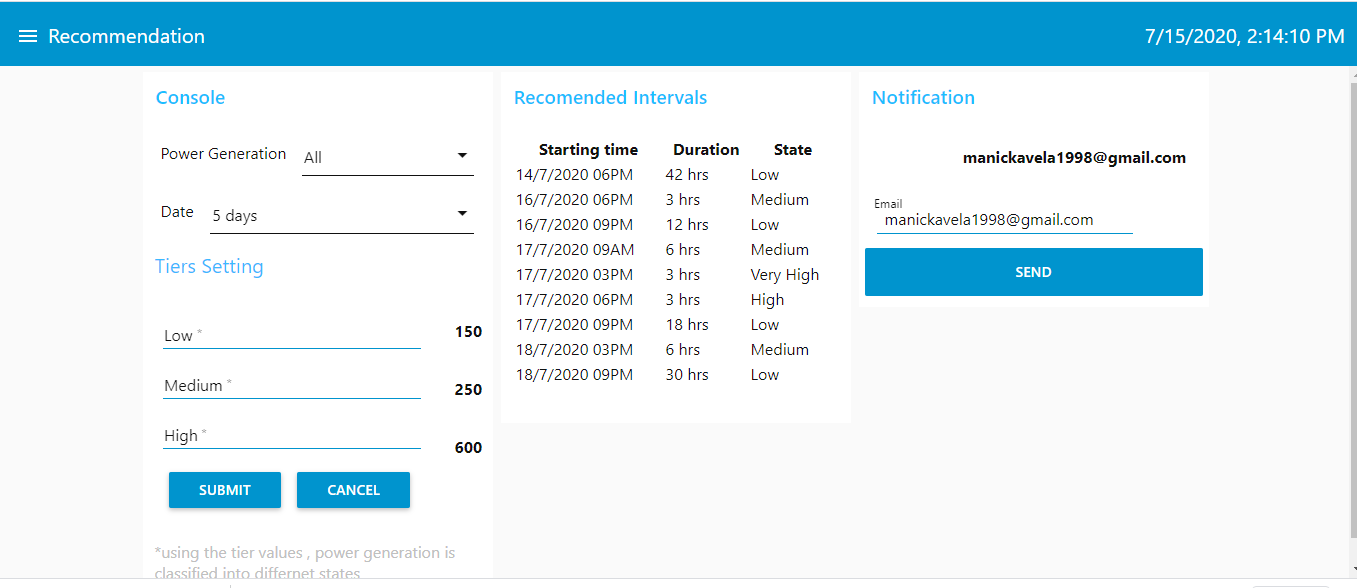 Recommendation
7/15/2020, 2:14:10 PM
Console
Power Generation All
Date 5 days
Tiers Setting
Low * 150
Medium * 250
High * 600
SUBMIT CANCEL
*using the tier values , power generation is
classified into differnet states
Recomended Intervals
Starting time Duration State
14/7/2020 06PM 42 hrs Low
16/7/2020 06PM 3 hrs Medium
16/7/2020 09PM 12 hrs Low
17/7/2020 09AM 6 hrs Medium
17/7/2020 03PM 3 hrs Very High
17/7/2020 06PM 3 hrs High
17/7/2020 09PM 18 hrs Low
18/7/2020 03PM 6 hrs Medium
18/7/2020 09PM 30 hrs Low
Notification
manickavela1998@gmail.com
Email
manickavela1998@gmail.com
SEND